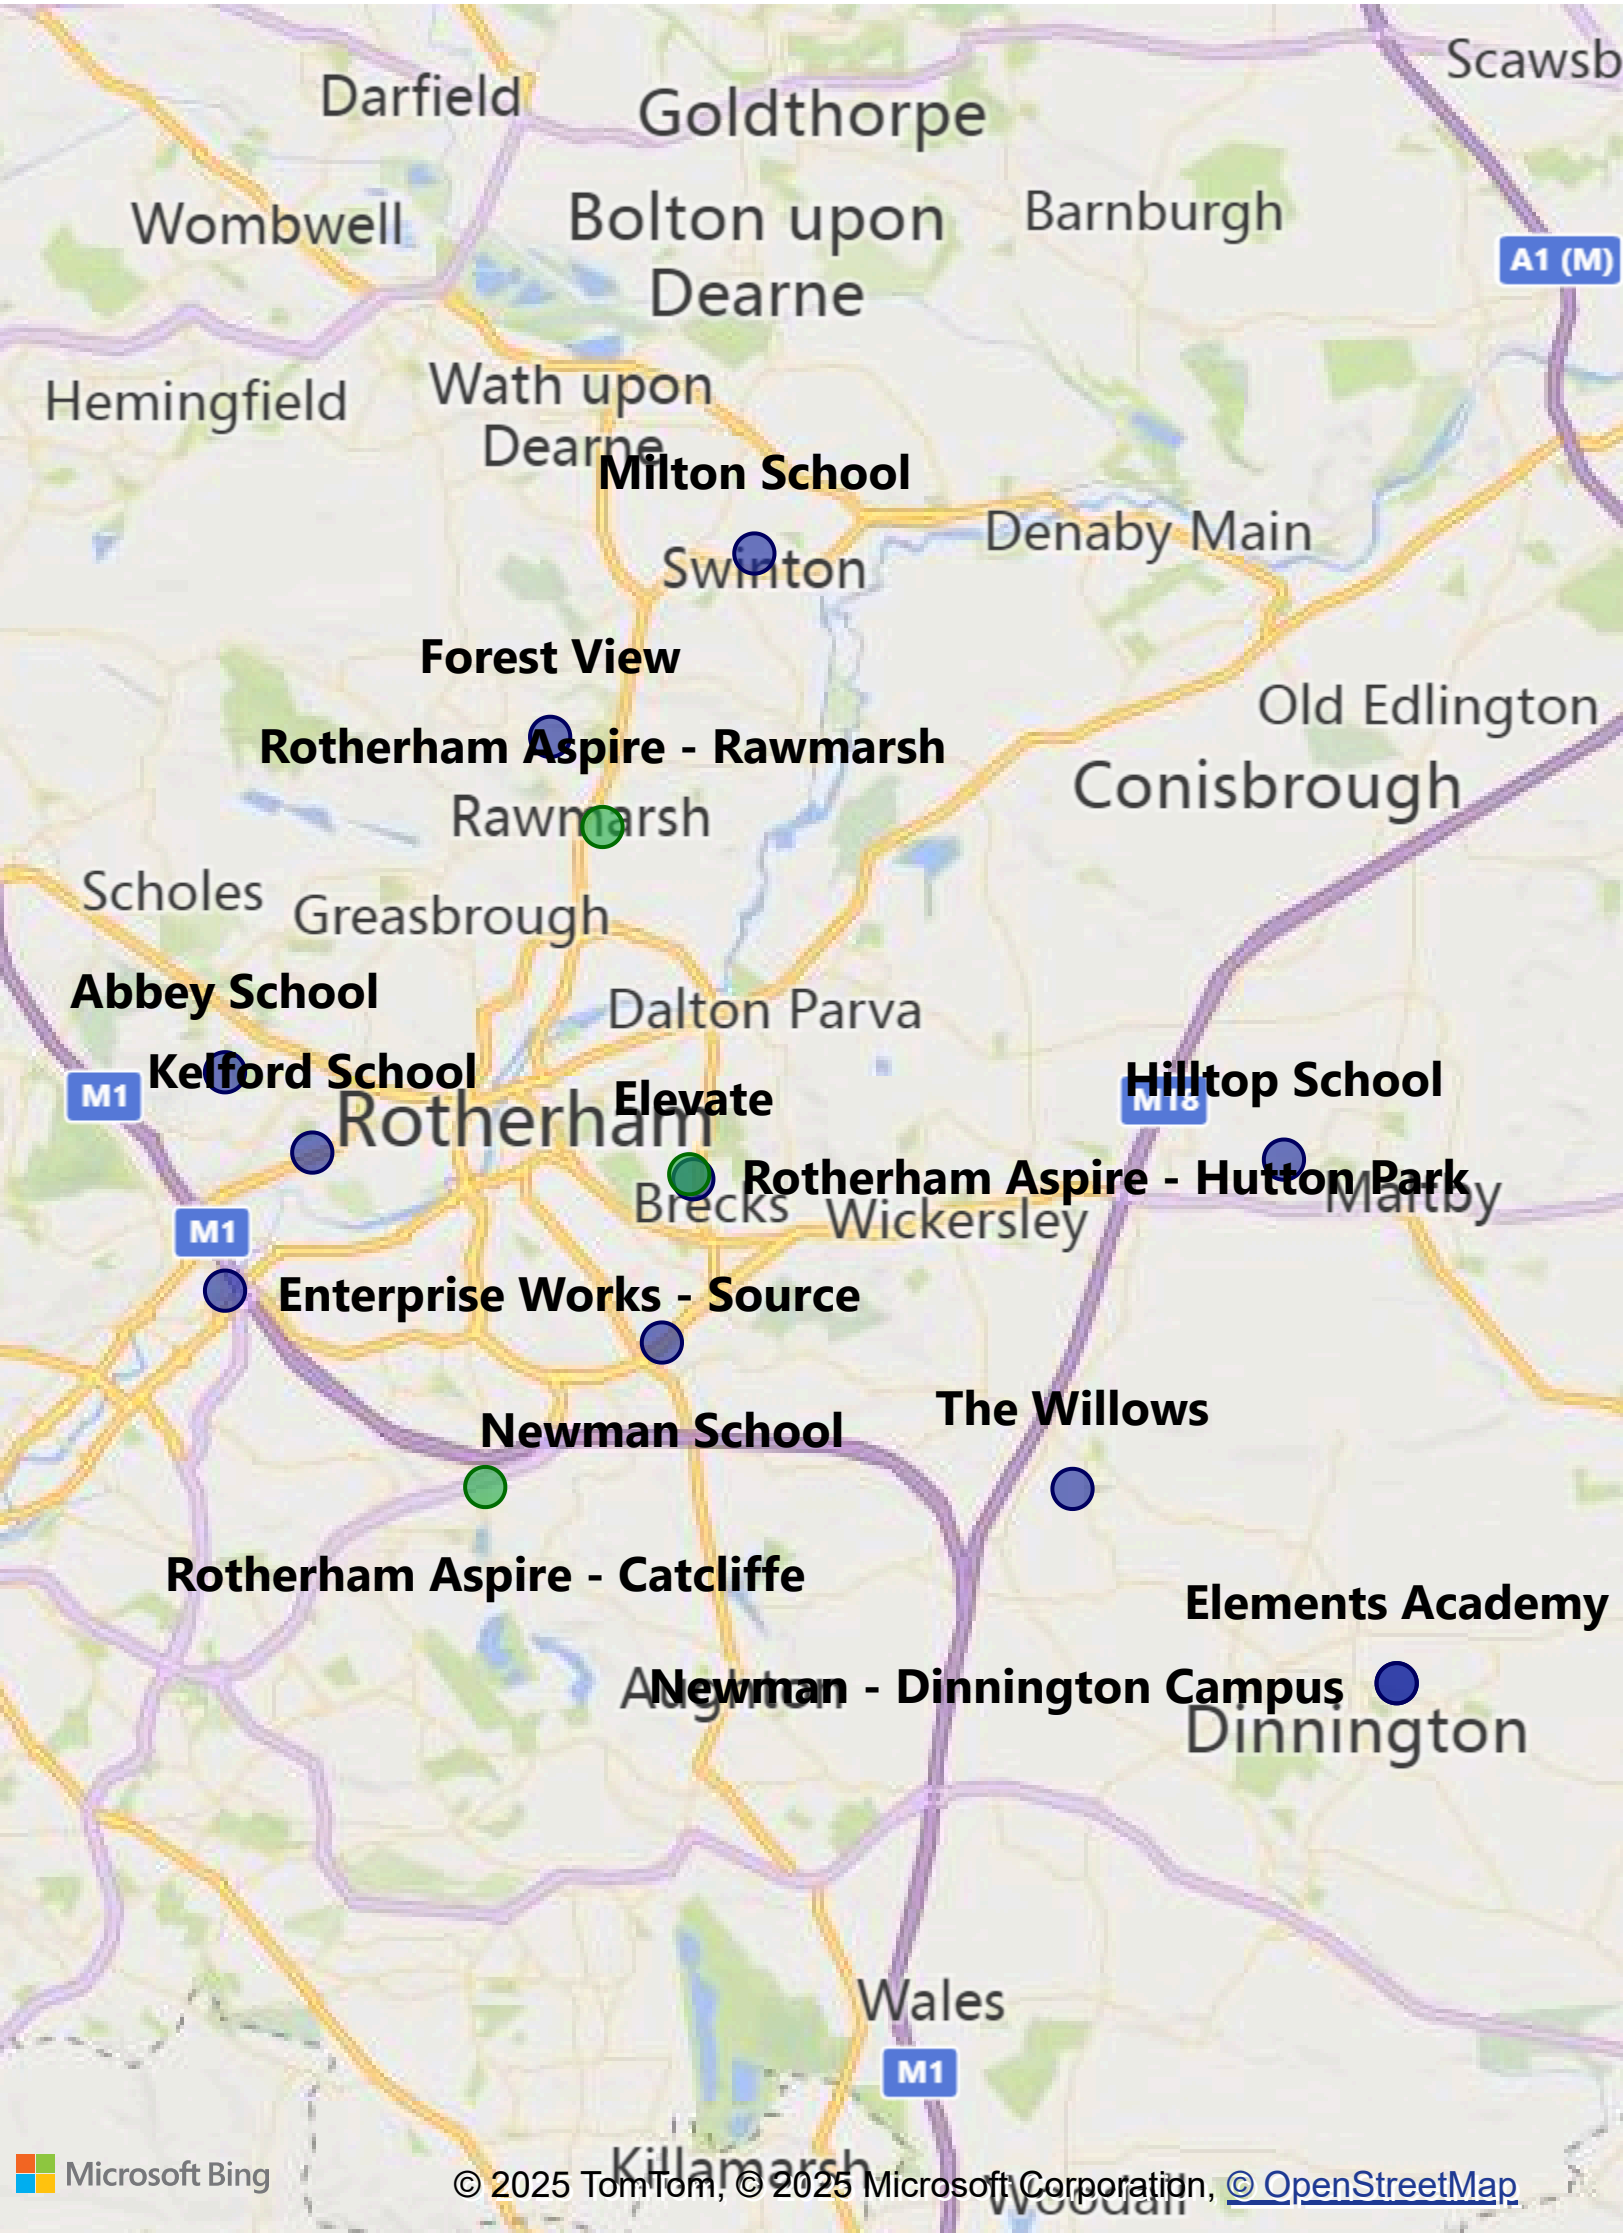 Scawsb
Darfield
Goldthorpe
Wombwell
Bolton upon
Dearne
Barnburgh
A1 (M)
Hemingfield
Wath upon
Dearne
Milton School
Swinton
Denaby Main
Forest View
Old Edlington
Rotherham Aspire - Rawmarsh
Conisbrough
Rawmarsh
Scholes
Greasbrough
Abbey School
Dalton Parva
Kelford School
M1
Hilltop School
M18
Elevate
Rotherham
Rotherham Aspire - Hutton Park
Brecks
Wickersley
Maltby
M1
Enterprise Works - Source
The Willows
Newman School
Rotherham Aspire - Catcliffe
Elements Academy
Aughton
Newman - Dinnington Campus
Dinnington
Wales
M1
Killamarsh
Woodall
Microsoft Bing
© 2025 TomTom, © 2025 Microsoft Corporation, © OpenStreetMap